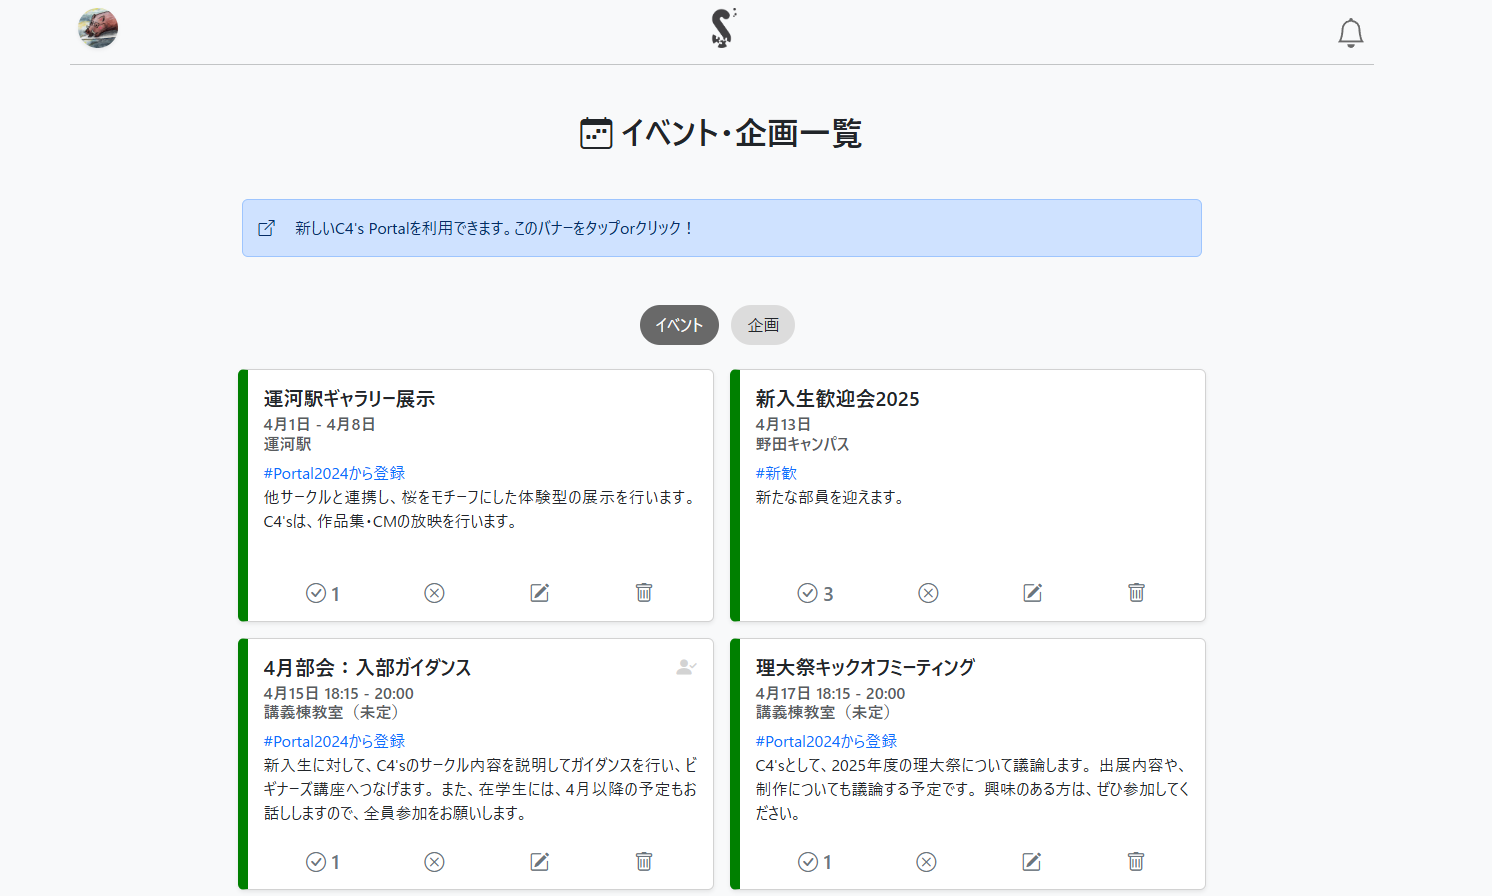 イベント・企画一覧
新しいC4's Portalを利用できます。このバナーをタップorクリック！
イベント 企画
運河駅ギャラリー展示
4月1日 - 4月8日
運河駅
#Portal2024から登録
他サークルと連携し、桜をモチーフにした体験型の展示を行います。
C4'sは、作品集・CMの放映を行います。
1
新入生歓迎会2025
4月13日
野田キャンパス
#新歓
新たな部員を迎えます。
3
4月部会：入部ガイダンス
4月15日 18:15 - 20:00
講義棟教室（未定）
#Portal2024から登録
新入生に対して、C4'sのサークル内容を説明してガイダンスを行い、ビ
ギナーズ講座へつなげます。また、在学生には、4月以降の予定もお
話ししますので、全員参加をお願いします。
1
理大祭キックオフミーティング
4月17日 18:15 - 20:00
講義棟教室（未定）
#Portal2024から登録
C4'sとして、2025年度の理大祭について議論します。出展内容や、
制作についても議論する予定です。興味のある方は、ぜひ参加してく
ださい。
1